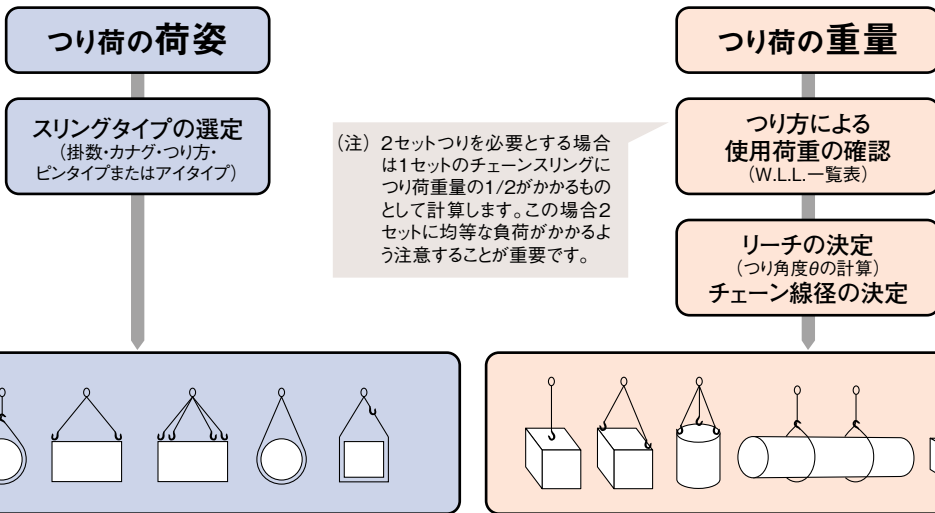 つり荷の荷姿
スリングタイプの選定
(掛数・カナグ・つり方・
ピンタイプまたはアイタイプ)
(注) 2セットつりを必要とする場合
は1セットのチェーンスリングに
つり荷重量の1/2がかかるもの
として計算します。この場合2
セットに均等な負荷がかかるよ
う注意することが重要です。
つり荷の重量
つり方による
使用荷重の確認
(W.L.L.一覧表)
リーチの決定
(つり角度θの計算)
チェーン線径の決定